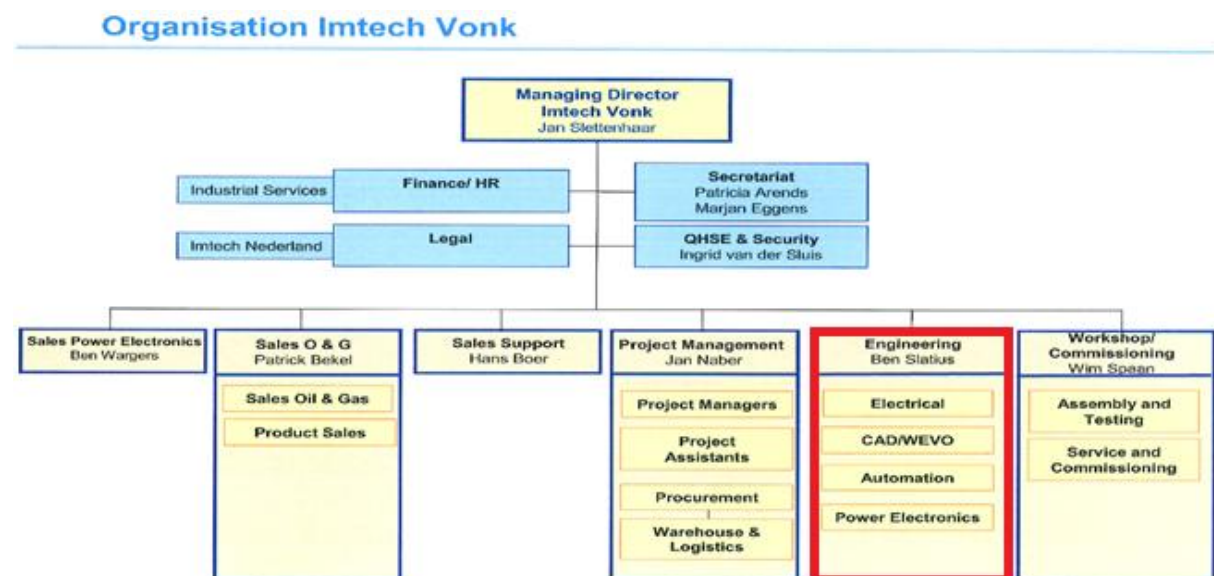 Organisation Imtech Vonk
Managing Director
Imtech Vonk
Jan Slettenhaar
Industrial Services
Finance/ HR
Secretariat
Patricia Arends
Marjan Eggens
Imtech Nederland
Legal
QHSE & Security
Ingrid van der Sluis
Sales Power Electronics
Ben Wargers
Sales O & G
Patrick Bekel
Sales Oil & Gas
Product Sales
Sales Support
Hans Boer
Project Management
Jan Naber
Project Managers
Project
Assistants
Procurement
Warehouse &
Logistics
Engineering
Ben Slatius
Electrical
CAD/WEVO
Automation
Power Electronics
Workshop/
Commissioning
Wim Spaan
Assembly and
Testing
Service and
Commissioning